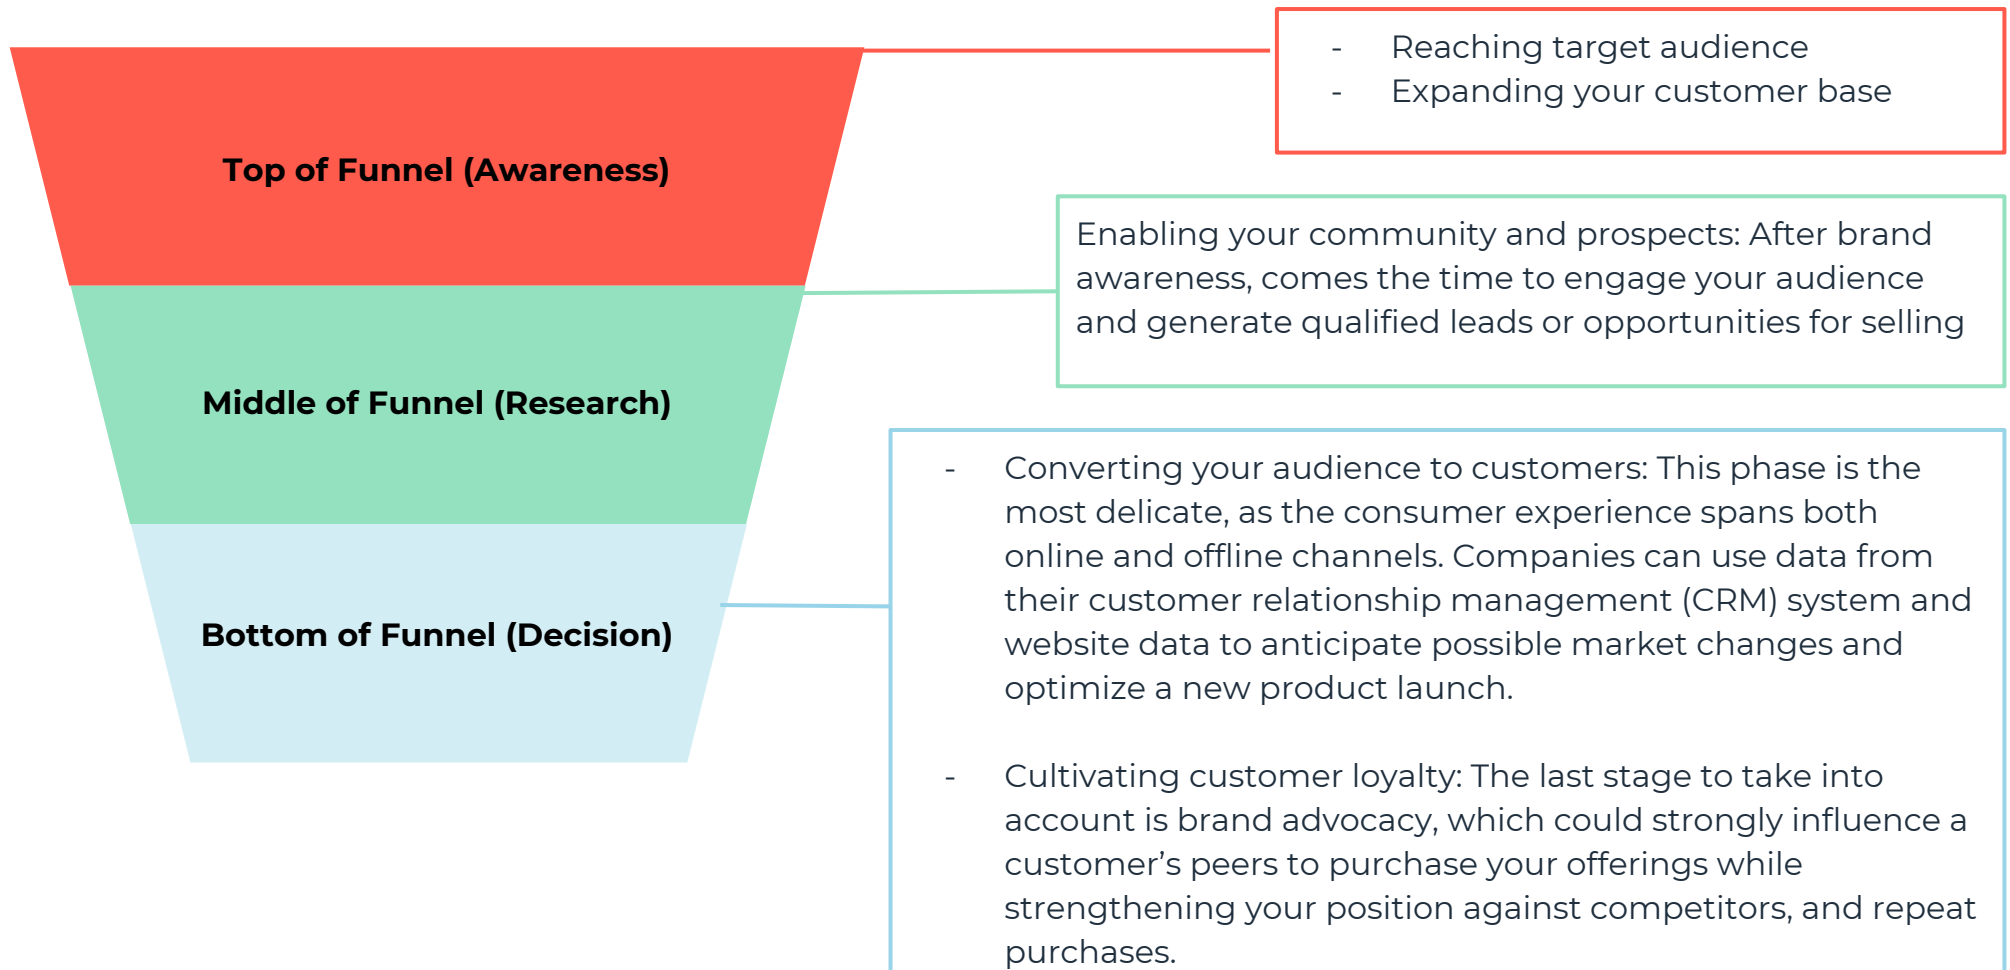 Top of Funnel (Awareness)
- Reaching target audience
- Expanding your customer base
Middle of Funnel (Research)
Enabling your community and prospects: After brand
awareness, comes the time to engage your audience
and generate qualified leads or opportunities for selling
Bottom of Funnel (Decision)
- Converting your audience to customers: This phase is the
most delicate, as the consumer experience spans both
online and offline channels. Companies can use data from
their customer relationship management (CRM) system and
website data to anticipate possible market changes and
optimize a new product launch.
- Cultivating customer loyalty: The last stage to take into
account is brand advocacy, which could strongly influence a
customer’s peers to purchase your offerings while
strengthening your position against competitors, and repeat
purchases.